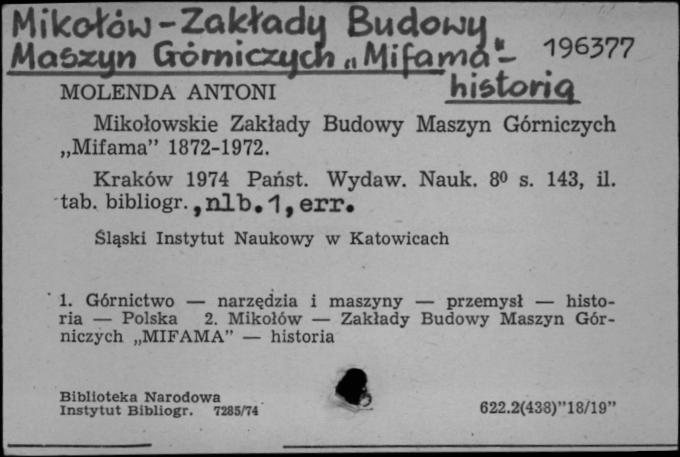 Mikołów - Zakłady Budowy
Maszyn Górniczych „Mifama" -
historia
196377
MOLENDA ANTONI
Mikołowskie Zakłady Budowy Maszyn Górniczych
„Mifama” 1872-1972.
Kraków 1974 Państ. Wydaw. Nauk. 8⁰ s. 143, il.
tab. bibliogr., nlb. 1, err.
Śląski Instytut Naukowy w Katowicach
1. Górnictwo — narzędzia i maszyny — przemysł — histo-
ria — Polska 2. Mikołów — Zakłady Budowy Maszyn Gór-
niczych „MIFAMA” — historia
Biblioteka Narodowa
Instytut Bibliogr. 7285/74
622.2(438)”18/19”